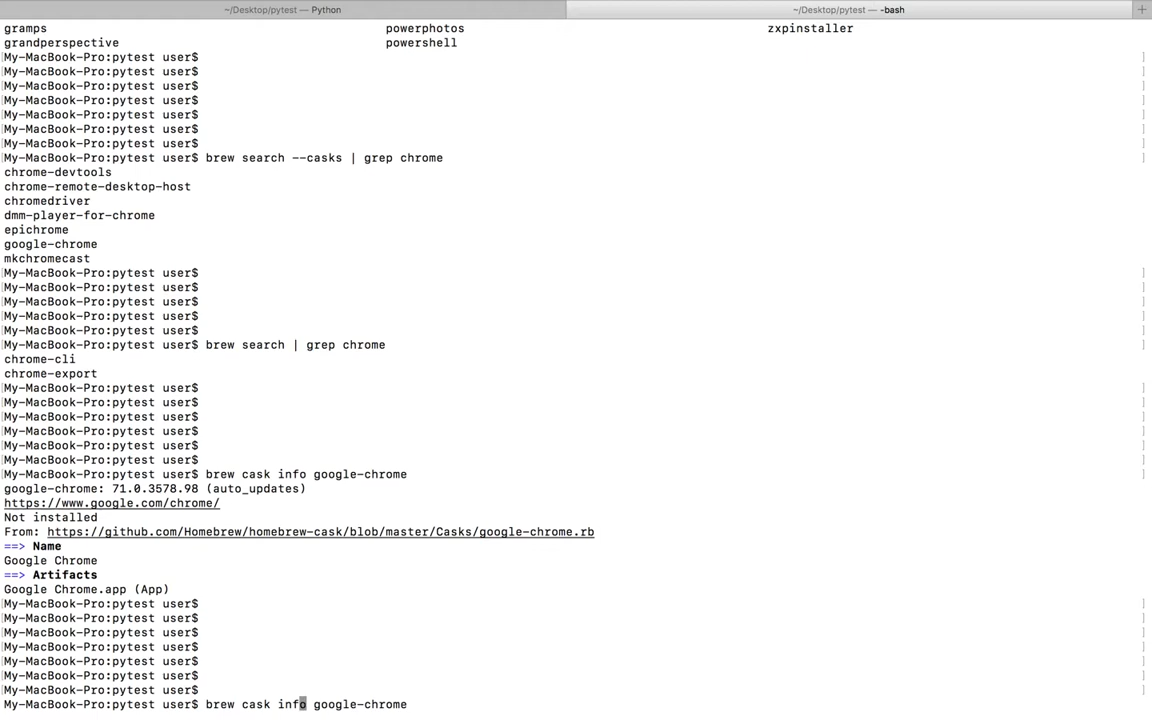 ~/Desktop/pytest — Python
~/Desktop/pytest — -bash
+
gramps powerphotos zxpinstaller
grandperspective powershell
[My-MacBook-Pro:pytest user$ ]
[My-MacBook-Pro:pytest user$ ]
[My-MacBook-Pro:pytest user$ ]
[My-MacBook-Pro:pytest user$ ]
[My-MacBook-Pro:pytest user$ ]
[My-MacBook-Pro:pytest user$ ]
[My-MacBook-Pro:pytest user$ ]
[My-MacBook-Pro:pytest user$ brew search --casks | grep chrome ]
chrome-devtools
chrome-remote-desktop-host
chromedriver
dmm-player-for-chrome
epichrome
google-chrome
mkchromecast
[My-MacBook-Pro:pytest user$ ]
[My-MacBook-Pro:pytest user$ ]
[My-MacBook-Pro:pytest user$ ]
[My-MacBook-Pro:pytest user$ ]
[My-MacBook-Pro:pytest user$ ]
[My-MacBook-Pro:pytest user$ brew search | grep chrome ]
chrome-cli
chrome-export
[My-MacBook-Pro:pytest user$ ]
[My-MacBook-Pro:pytest user$ ]
[My-MacBook-Pro:pytest user$ ]
[My-MacBook-Pro:pytest user$ ]
[My-MacBook-Pro:pytest user$ ]
[My-MacBook-Pro:pytest user$ ]
[My-MacBook-Pro:pytest user$ brew cask info google-chrome ]
google-chrome: 71.0.3578.98 (auto_updates)
https://www.google.com/chrome/
Not installed
From: https://github.com/Homebrew/homebrew-cask/blob/master/Casks/google-chrome.rb
==> Name
Google Chrome
==> Artifacts
Google Chrome.app (App)
[My-MacBook-Pro:pytest user$ ]
[My-MacBook-Pro:pytest user$ ]
[My-MacBook-Pro:pytest user$ ]
[My-MacBook-Pro:pytest user$ ]
[My-MacBook-Pro:pytest user$ ]
[My-MacBook-Pro:pytest user$ ]
[My-MacBook-Pro:pytest user$ ]
My-MacBook-Pro:pytest user$ brew cask info google-chrome